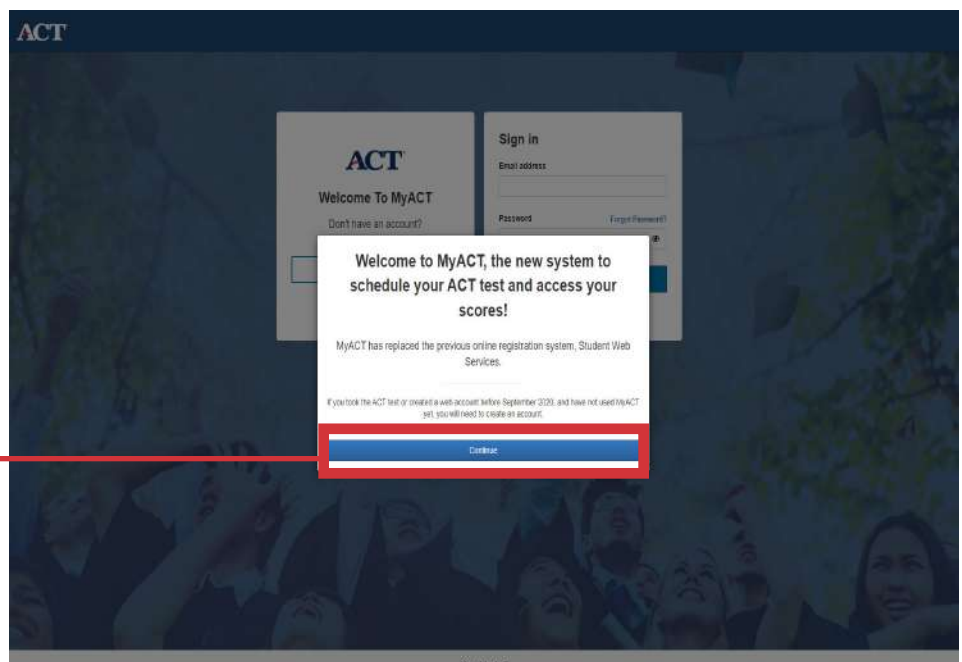 ACT
ACT
Welcome To MyACT
Don't have an account?
Sign in
Email address
Password
Forgot Password?
Welcome to MyACT, the new system to
schedule your ACT test and access your
scores!
MyACT has replaced the previous online registration system, Student Web
Services.
If you took the ACT test or created a web account before September 2020, and have not used MyACT
yet, you will need to create an account.
Continue